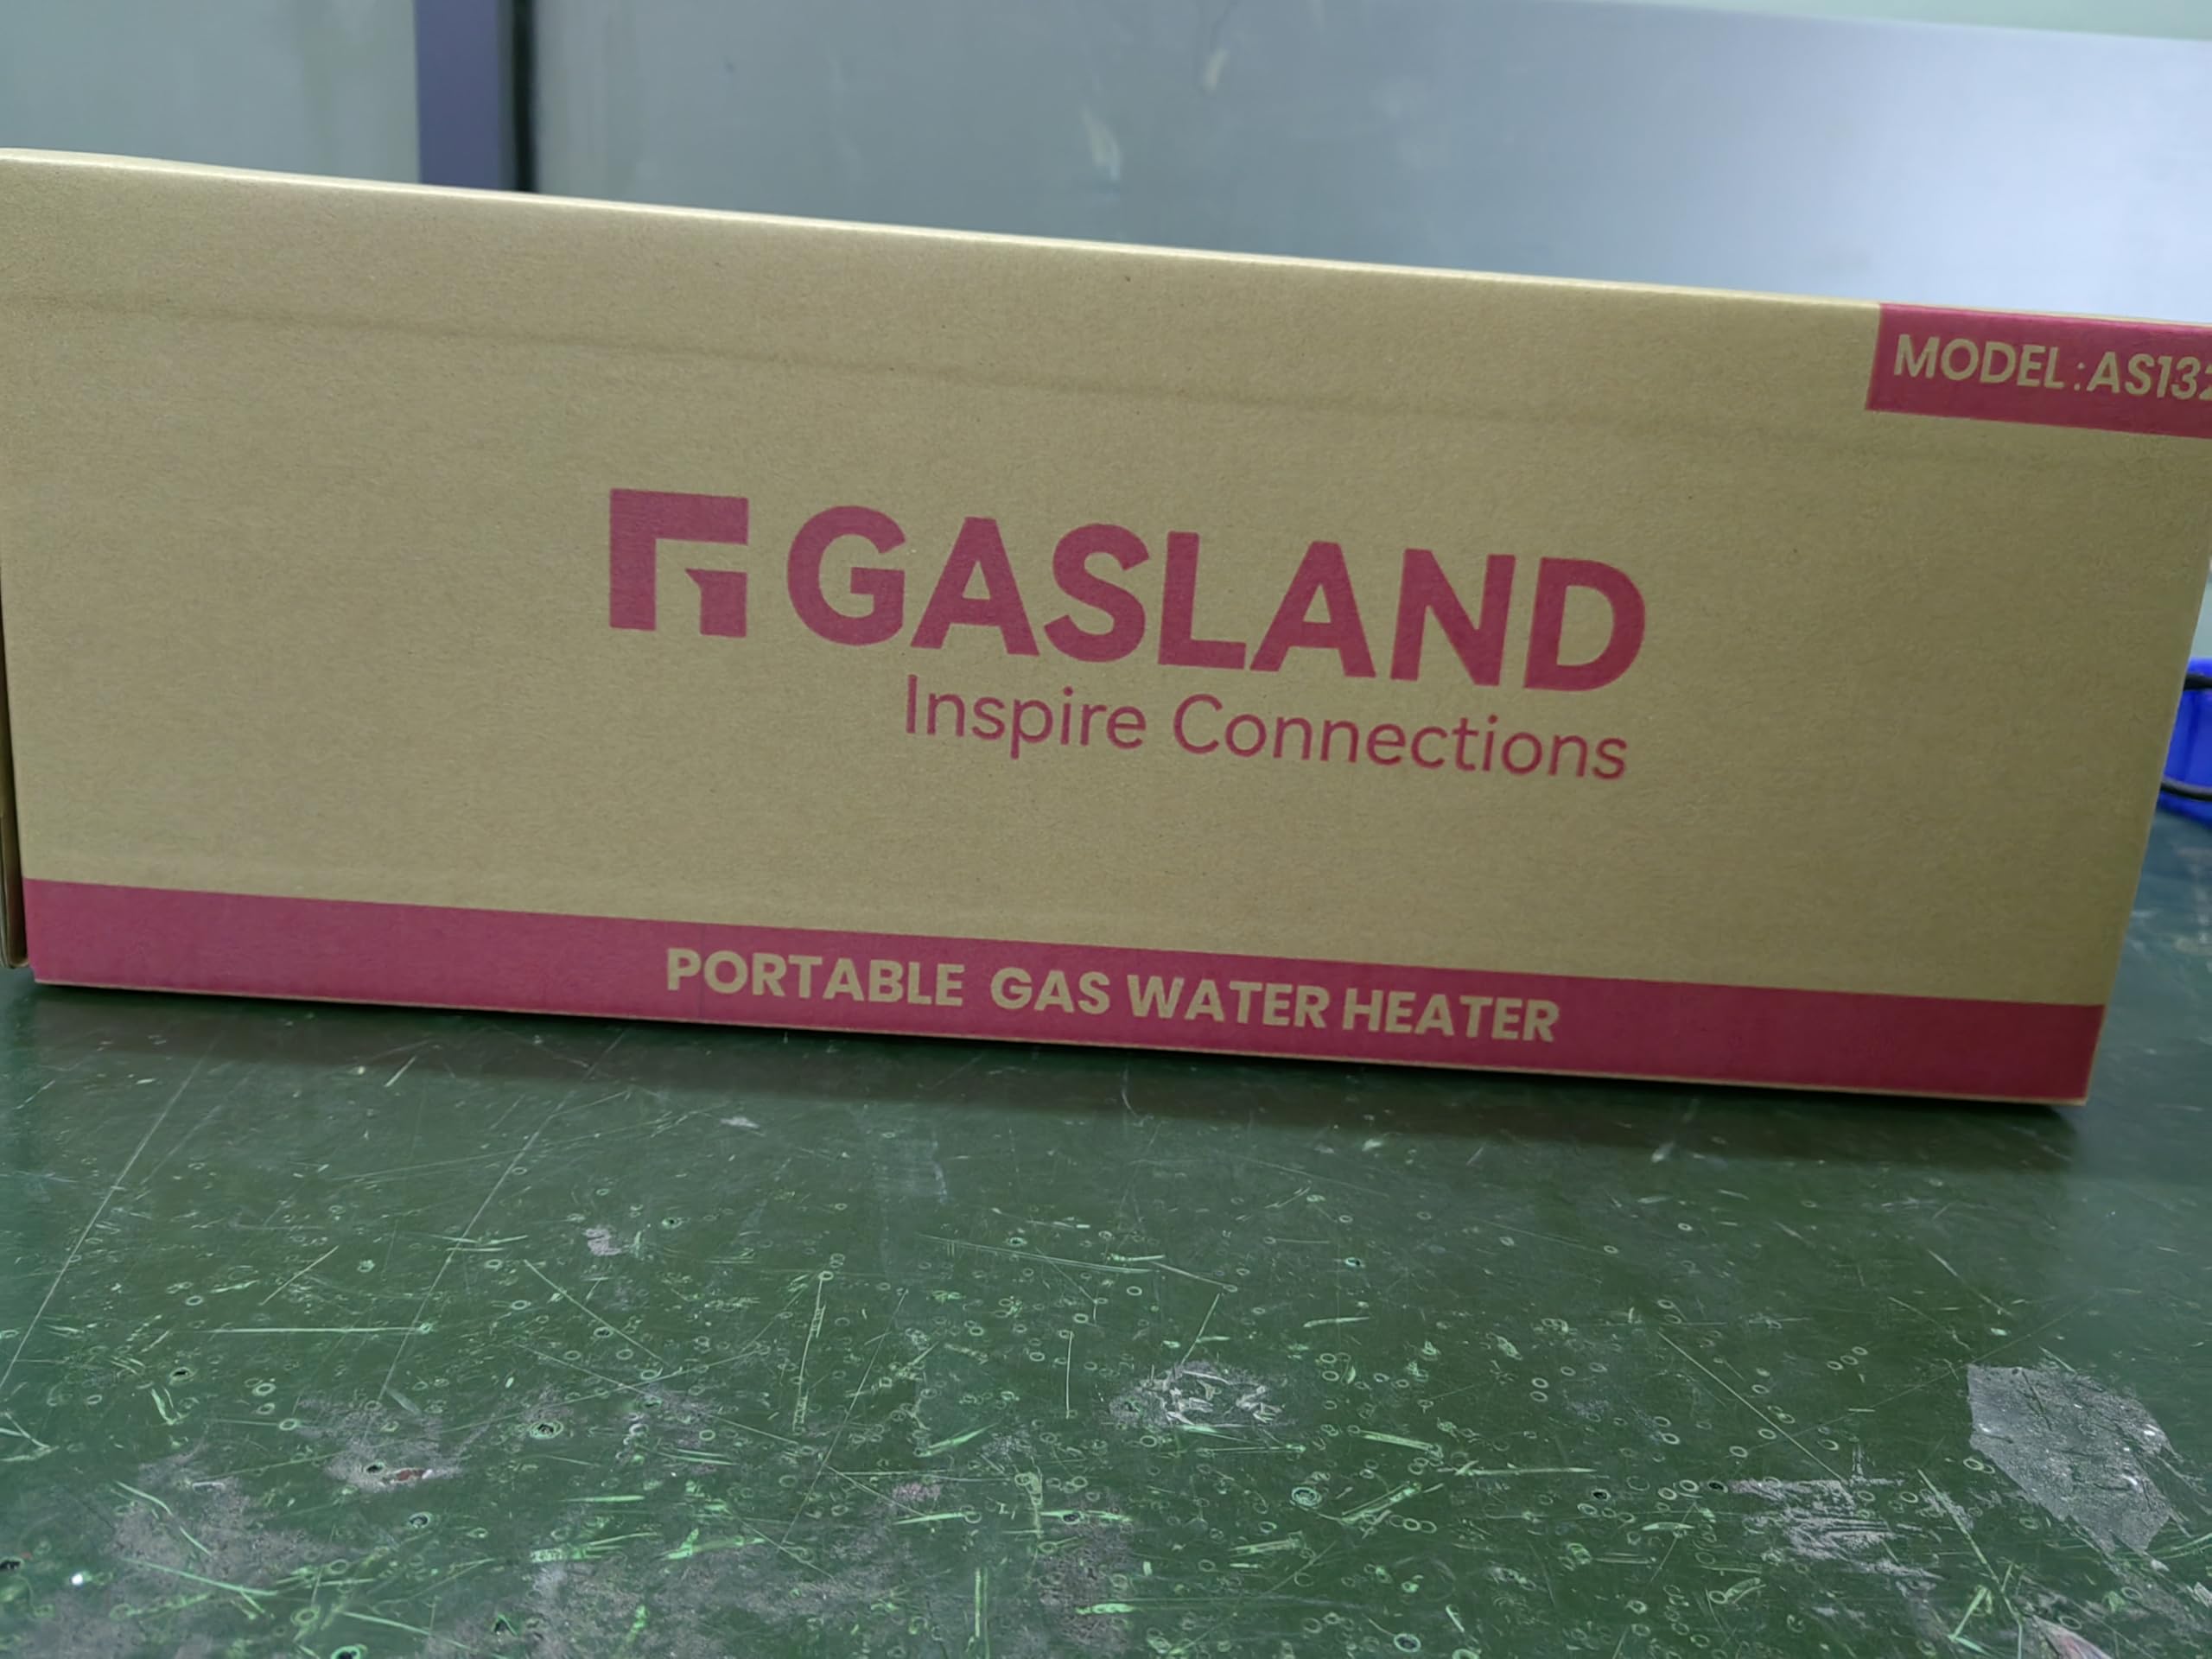 MODEL:AS132
GASLAND
Inspire Connections
PORTABLE GAS WATER HEATER